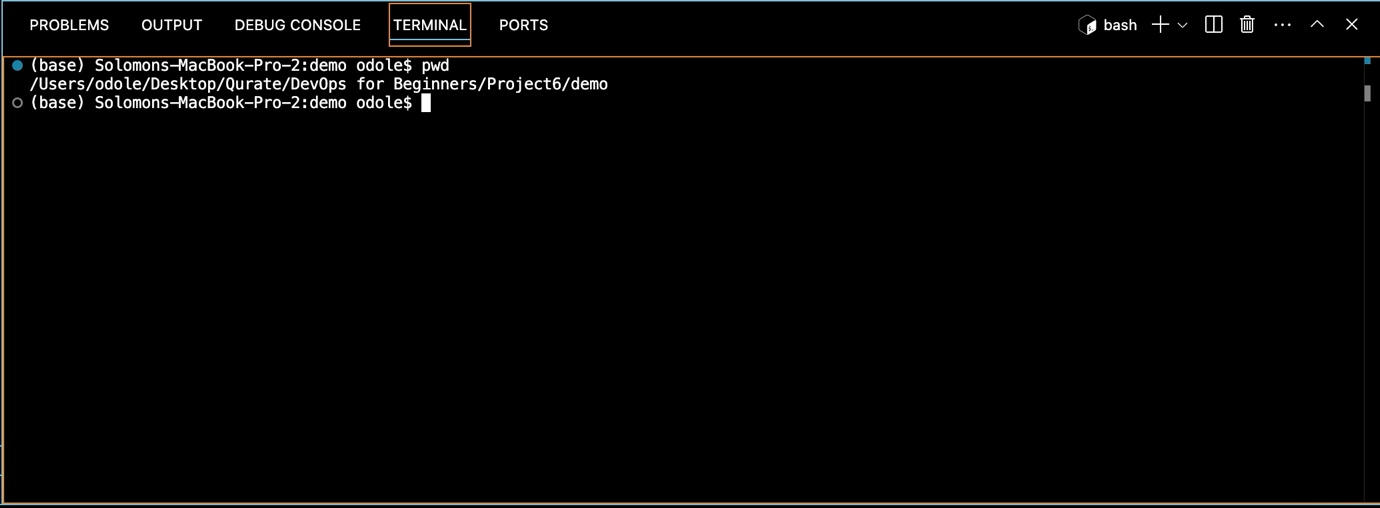 PROBLEMS OUTPUT DEBUG CONSOLE TERMINAL PORTS bash
(base) Solomons-MacBook-Pro-2:demo odole$ pwd
/Users/odole/Desktop/Qurate/DevOps for Beginners/Project6/demo
(base) Solomons-MacBook-Pro-2:demo odole$